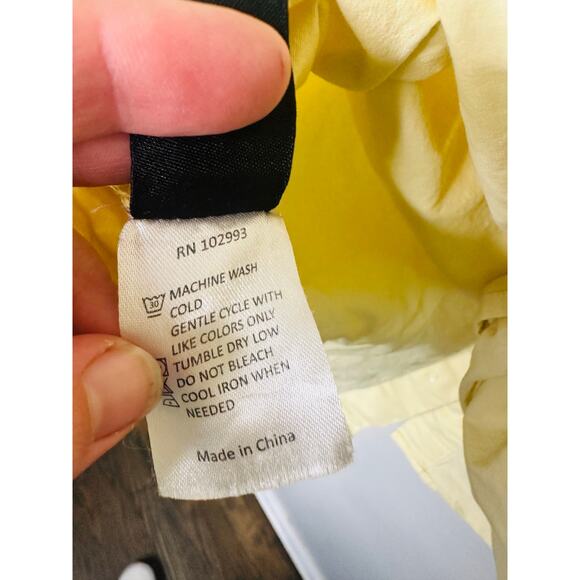 RN 102993
30
MACHINE WASH
COLD
GENTLE CYCLE WITH
LIKE COLORS ONLY
TUMBLE DRY LOW
DO NOT BLEACH
COOL IRON WHEN
NEEDED
Made in China